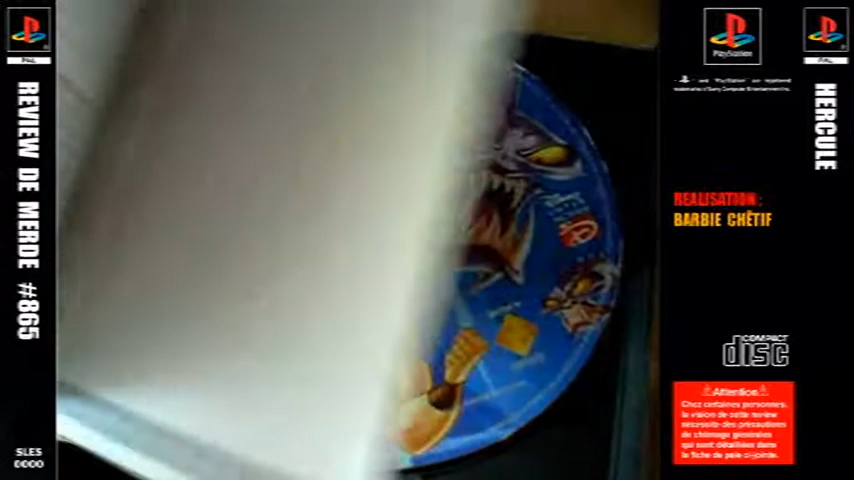 PAL
REVIEW DE MERDE #865
SLES
0000
PlayStation
and "PlayStation" are registered
trademarks of Sony Computer Entertainment Inc.
REALISATION:
BARBIE CHÉTIF
COMPACT
disc
Attention
Chez certaines personnes,
la vision de cette review
nécessite des précautions
de chômage générales
qui sont détaillées dans
la fiche de paie ci-jointe.
PAL
HERCULE